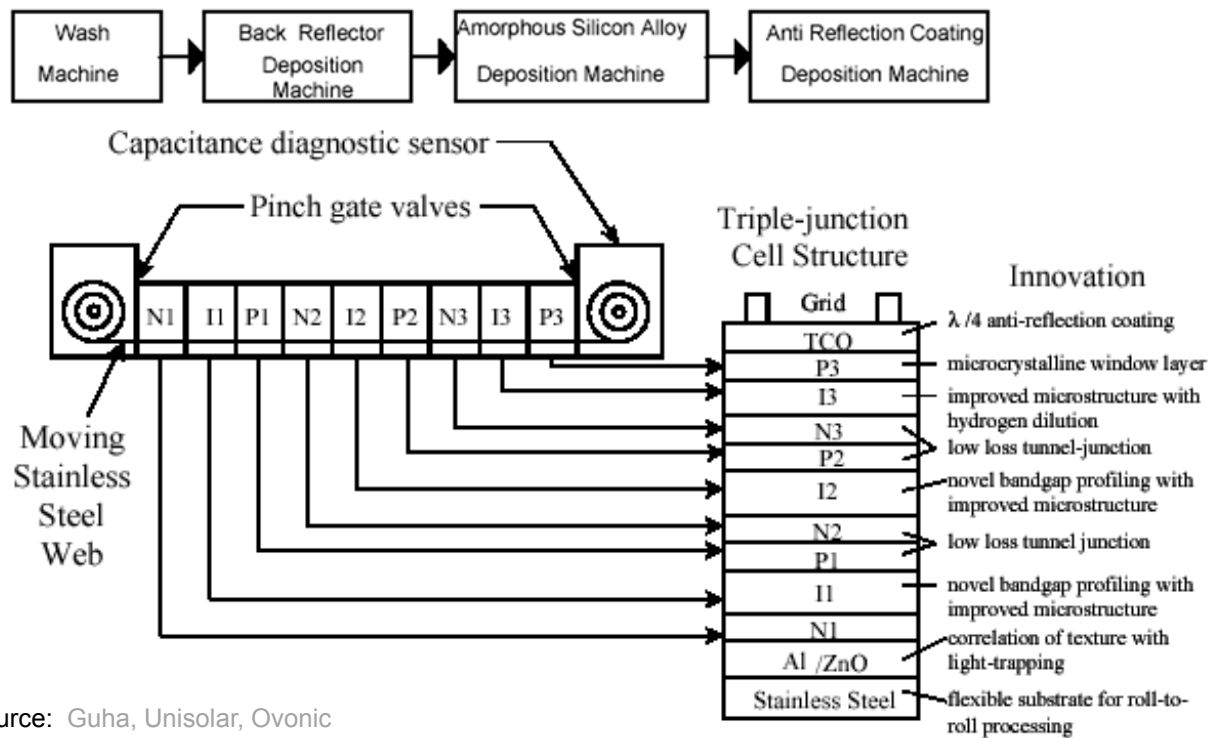 Wash
Machine
Back Reflector
Deposition
Machine
Amorphous Silicon Alloy
Deposition Machine
Anti Reflection Coating
Deposition Machine
Capacitance diagnostic sensor
Pinch gate valves
N1 I1 P1 N2 I2 P2 N3 I3 P3
Moving
Stainless
Steel
Web
Triple-junction
Cell Structure
Grid
TCO
P3
I3
N3
P2
I2
N2
P1
I1
N1
Al /ZnO
Stainless Steel
Innovation
λ /4 anti-reflection coating
microcrystalline window layer
improved microstructure with
hydrogen dilution
low loss tunnel-junction
novel bandgap profiling with
improved microstructure
low loss tunnel junction
novel bandgap profiling with
improved microstructure
correlation of texture with
light-trapping
flexible substrate for roll-to-
roll processing
urce: Guha, Unisolar, Ovonic